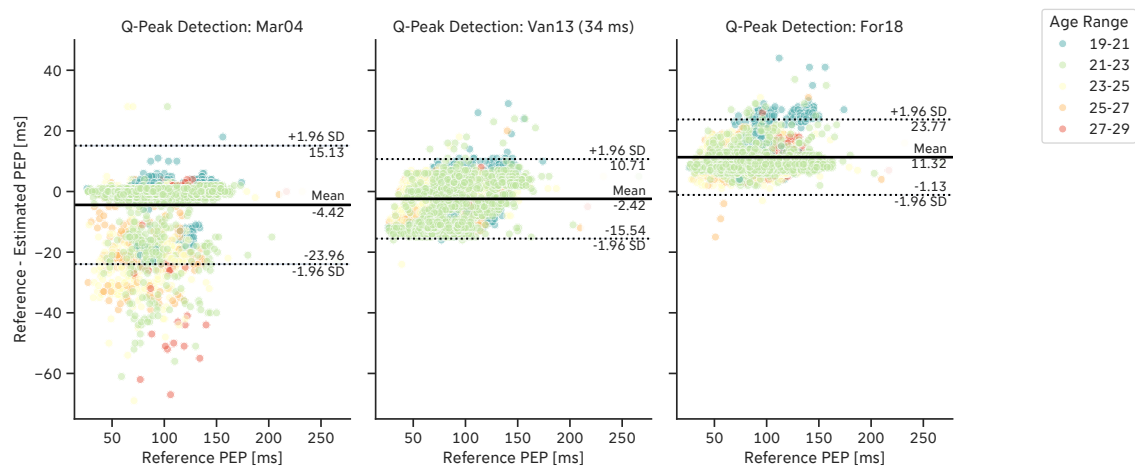 Q-Peak Detection: Mar04
Q-Peak Detection: Van13 (34 ms)
Q-Peak Detection: For18
Age Range
19-21
21-23
23-25
25-27
27-29
Reference - Estimated PEP [ms]
40
20
0
−20
−40
−60
+1.96 SD
15.13
Mean
-4.42
-23.96
-1.96 SD
+1.96 SD
10.71
Mean
-2.42
-15.54
-1.96 SD
+1.96 SD
23.77
Mean
11.32
-1.13
-1.96 SD
50 100 150 200 250
50 100 150 200 250
50 100 150 200 250
Reference PEP [ms]
Reference PEP [ms]
Reference PEP [ms]